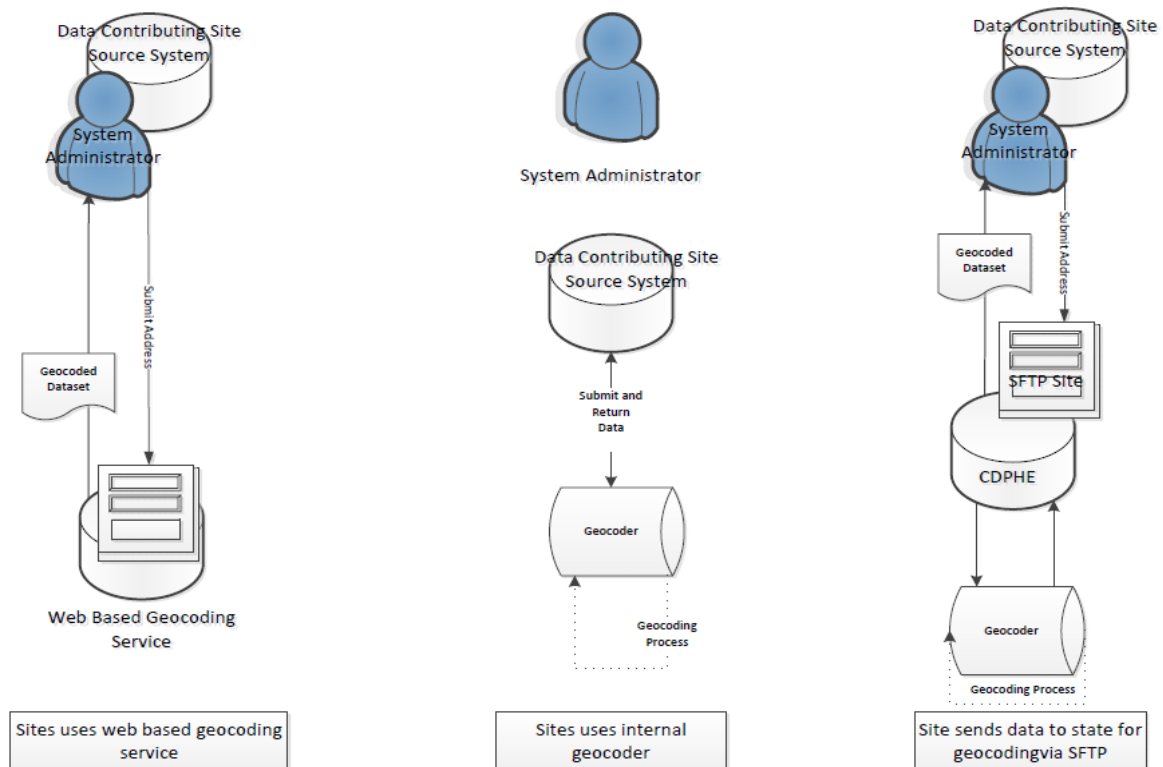 Data Contributing Site
Source System
System
Administrator
Submit Address
Geocoded
Dataset
Web Based Geocoding
Service
Sites uses web based geocoding
service
System Administrator
Data Contributing Site
Source System
Submit and
Return
Data
Geocoder
Geocoding
Process
Sites uses internal
geocoder
Data Contributing Site
Source System
System
Administrator
Submit Address
Geocoded
Dataset
SFTP Site
CDPHE
Geocoder
Geocoding Process
Site sends data to state for
geocodingvia SFTP